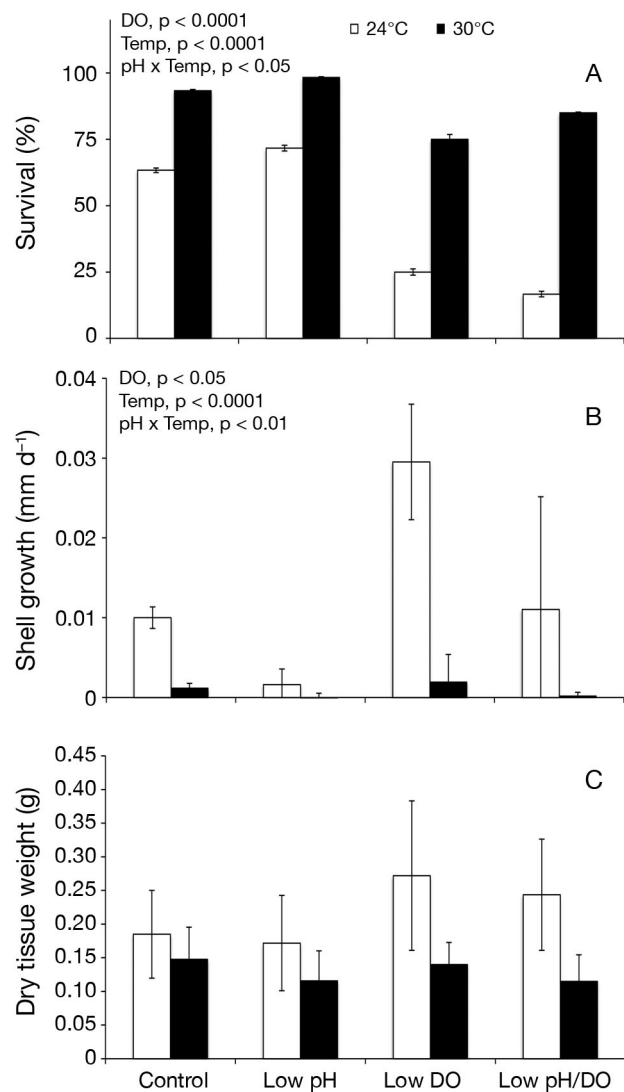 DO, p < 0.0001
Temp, p < 0.0001
pH x Temp, p < 0.05
24°C 30°C
A
Survival (%)
100
75
50
25
0
DO, p < 0.05
Temp, p < 0.0001
pH x Temp, p < 0.01
B
Shell growth (mm d⁻¹)
0.04
0.03
0.02
0.01
0
C
Dry tissue weight (g)
0.45
0.40
0.35
0.30
0.25
0.20
0.15
0.10
0.05
0
Control Low pH Low DO Low pH/DO